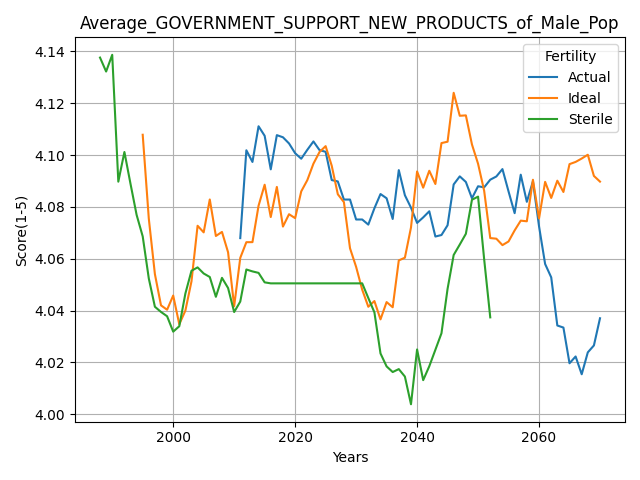 Average_GOVERNMENT_SUPPORT_NEW_PRODUCTS_of_Male_Pop
Fertility
Actual
Ideal
Sterile
Score(1-5)
4.14
4.12
4.10
4.08
4.06
4.04
4.02
4.00
2000 2020 2040 2060
Years